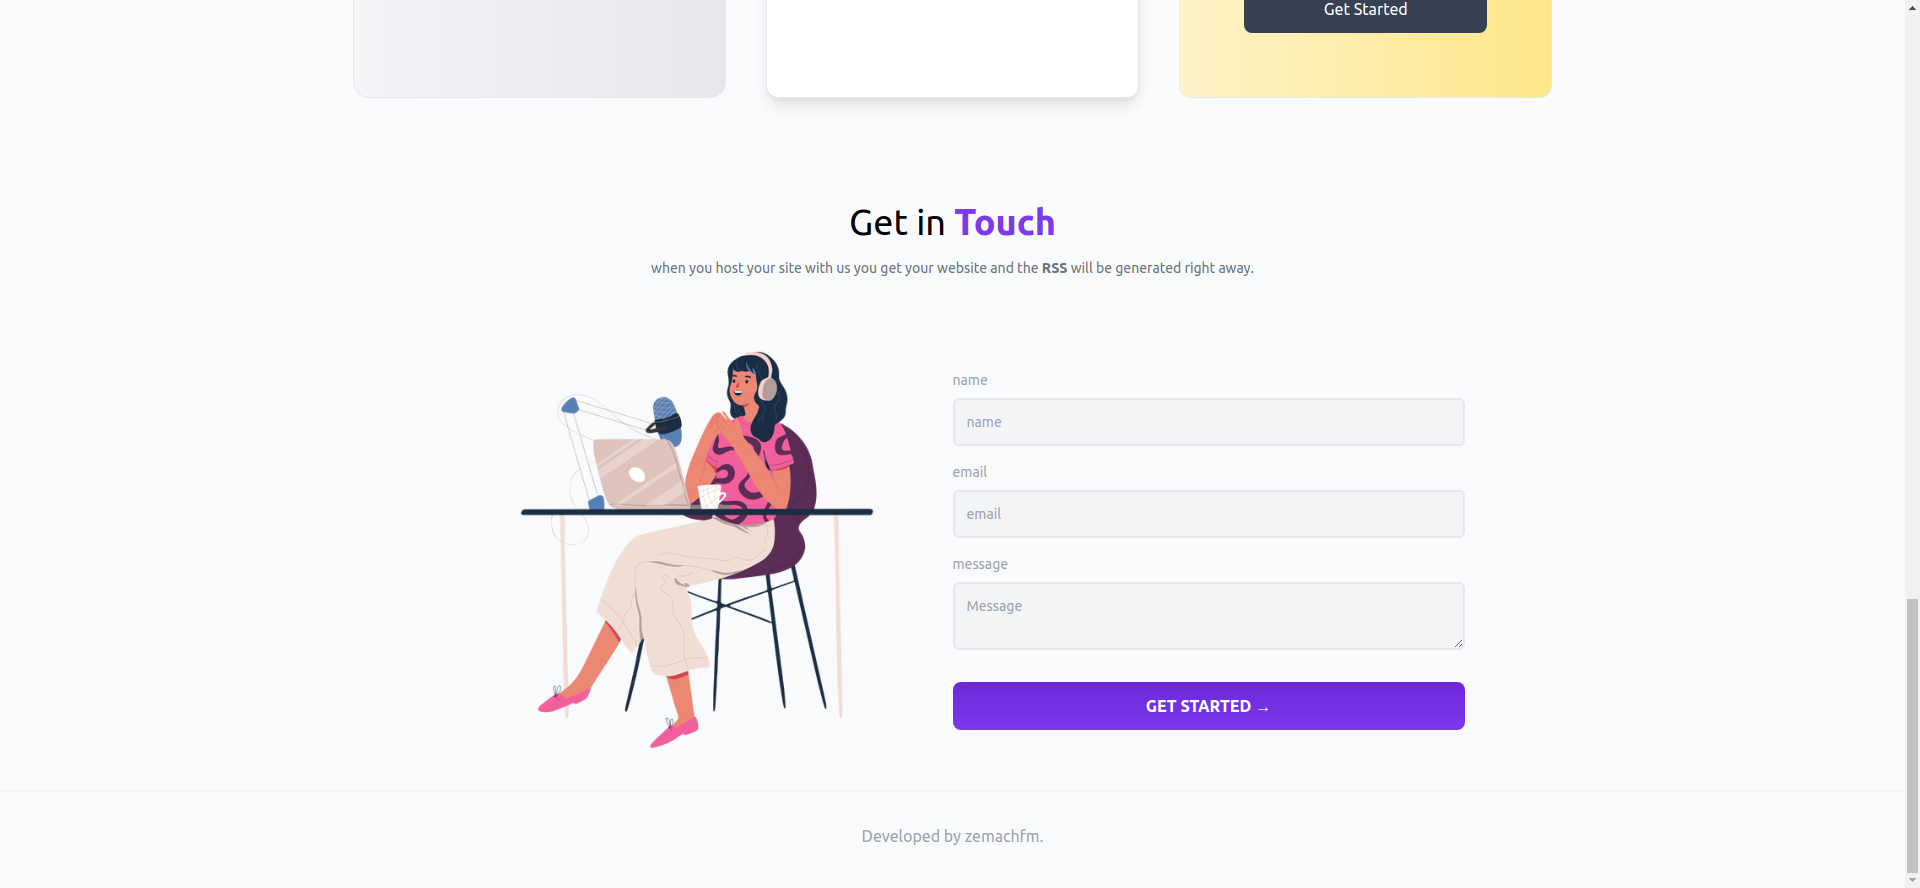 Get Started
Get in Touch
when you host your site with us you get your website and the RSS will be generated right away.
name
name
email
email
message
Message
GET STARTED →
Developed by zemachfm.